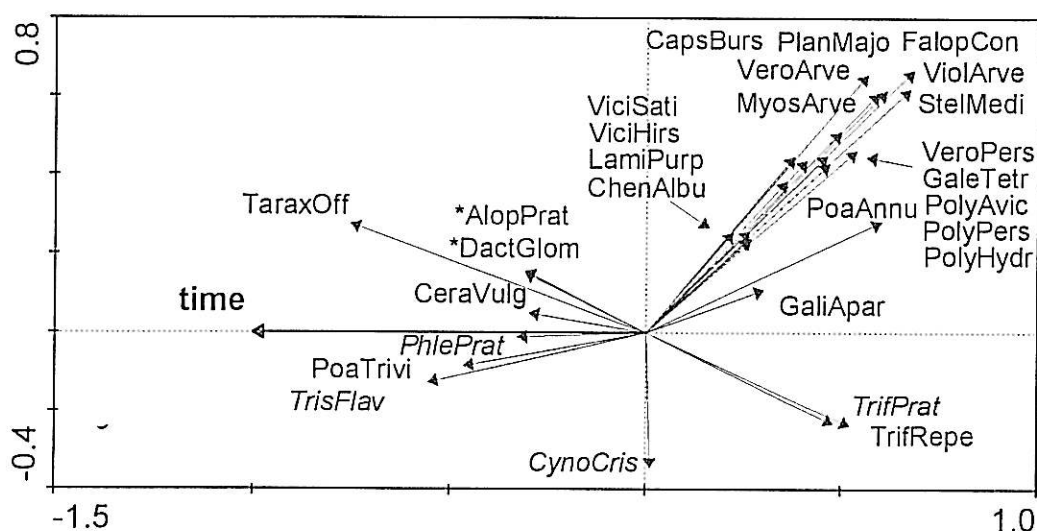 0.8
CapsBurs PlanMajo FalopCon
VeroArve ViolArve
MyosArve StelMedi
ViciSati
ViciHirs
LamiPurp
ChenAlbu
VeroPers
GaleTetr
PolyAvic
PolyPers
PolyHydr
PoaAnnu
TaraxOff
*AlopPrat
*DactGlom
time
CeraVulg
GaliApar
PhlePrat
PoaTrivi
TrisFlav
TrifPrat
TrifRepe
CynoCris
-0.4
-1.5 1.0